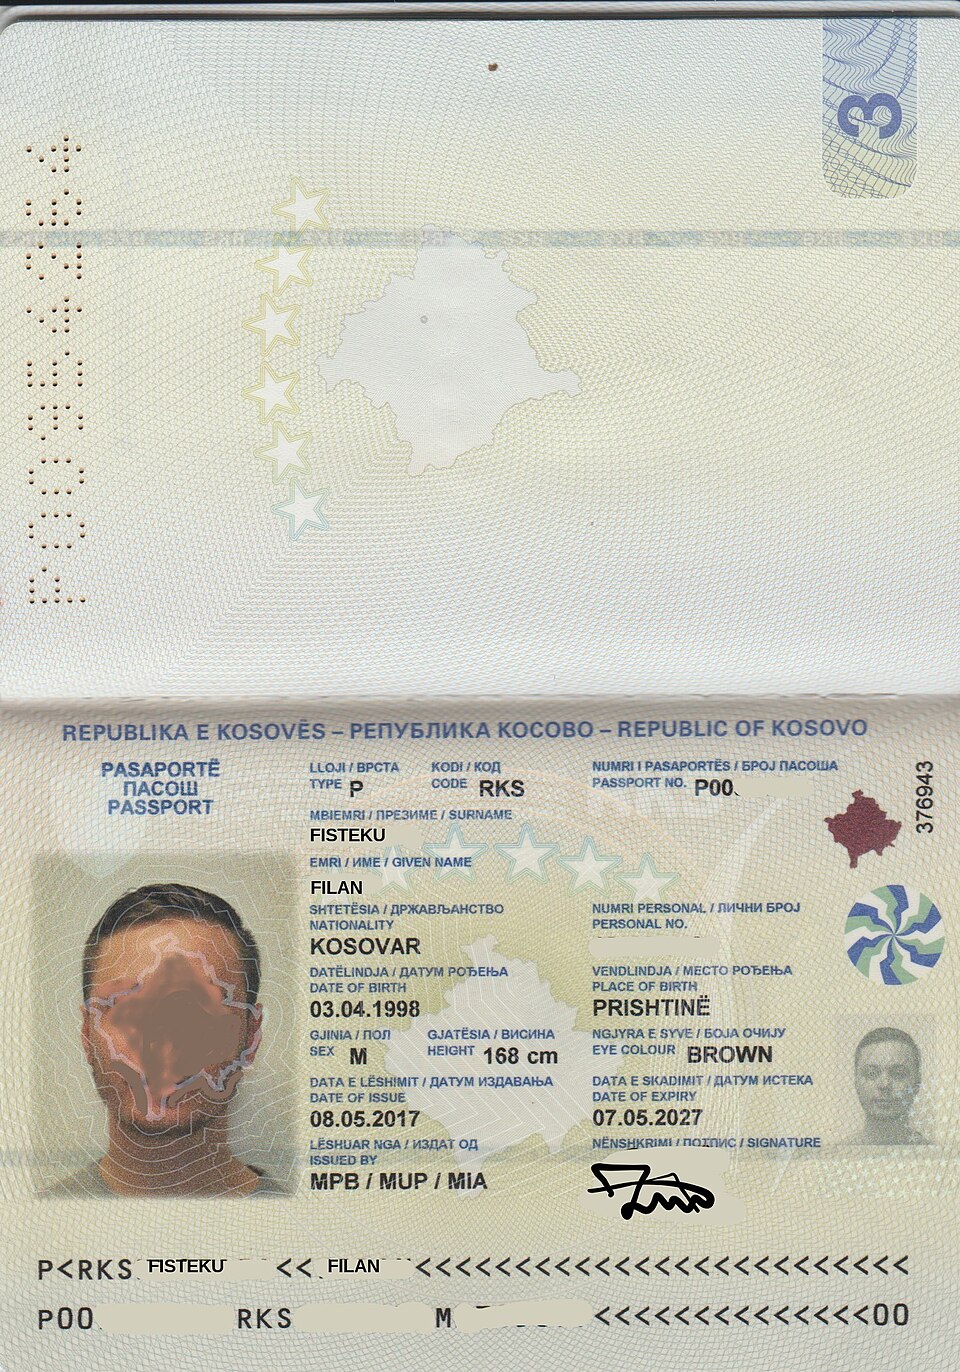 3
REPUBLIKA E KOSOVËS – РЕПУБЛИКА КОСОВО – REPUBLIC OF KOSOVO
PASAPORTË
ПАСОШ
PASSPORT
LLOJI / ВРСТА
TYPE P
KODI / КОД
CODE RKS
NUMRI I PASAPORTËS / БРОЈ ПАСОША
PASSPORT NO. P00
376943
MBIEMRI / ПРЕЗИМЕ / SURNAME
FISTEKU
EMRI / ИМЕ / GIVEN NAME
FILAN
SHTETËSIA / ДРЖАВЉАНСТВО
NATIONALITY
KOSOVAR
NUMRI PERSONAL / ЛИЧНИ БРОЈ
PERSONAL NO.
DATËLINDJA / ДАТУМ РОЂЕЊА
DATE OF BIRTH
03.04.1998
VENDLINDJA / МЕСТО РОЂЕЊА
PLACE OF BIRTH
PRISHTINË
GJINIA / ПОЛ
SEX M
GJATËSIA / ВИСИНА
HEIGHT 168 cm
NGJYRA E SYVE / БОЈА ОЧИЈУ
EYE COLOUR BROWN
DATA E LËSHIMIT / ДАТУМ ИЗДАВАЊА
DATE OF ISSUE
08.05.2017
DATA E SKADIMIT / ДАТУМ ИСТЕКА
DATE OF EXPIRY
07.05.2027
LËSHUAR NGA / ИЗДАТ ОД
ISSUED BY
MPB / MUP / MIA
NËNSHKRIMI / ПОТПИС / SIGNATURE
P<RKS FISTEKU << FILAN <<<<<<<<<<<<<<<<<<<<<<<<<
P00 RKS M <<<<<<<<<<<<<<00